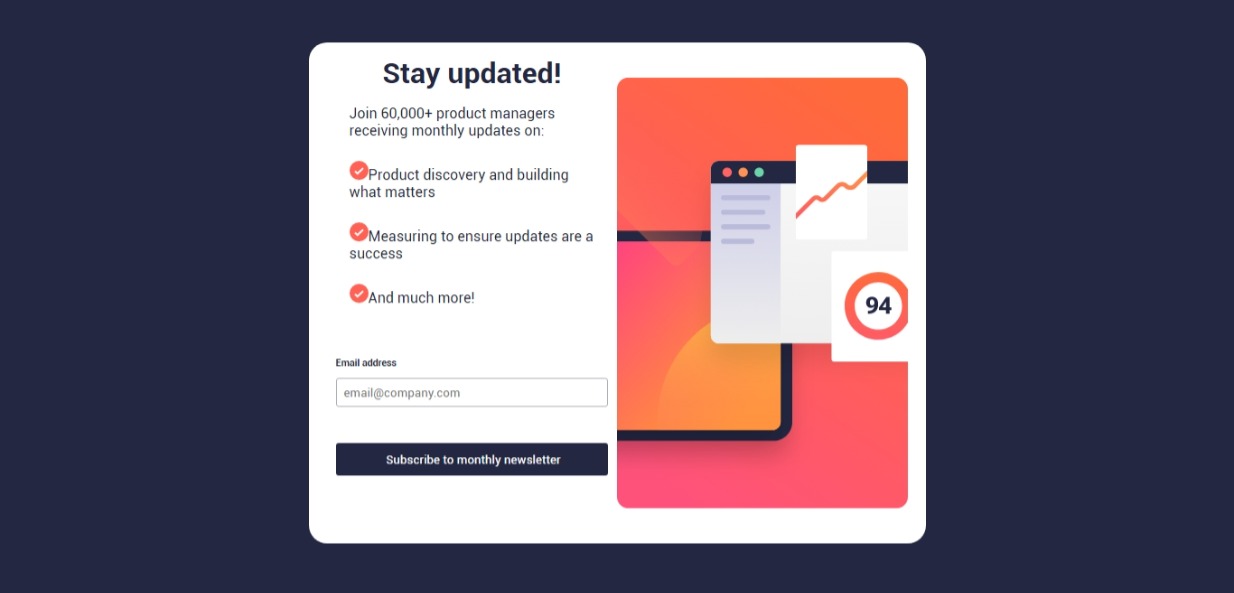 Stay updated!
Join 60,000+ product managers
receiving monthly updates on:
Product discovery and building
what matters
Measuring to ensure updates are a
success
And much more!
Email address
email@company.com
Subscribe to monthly newsletter
94